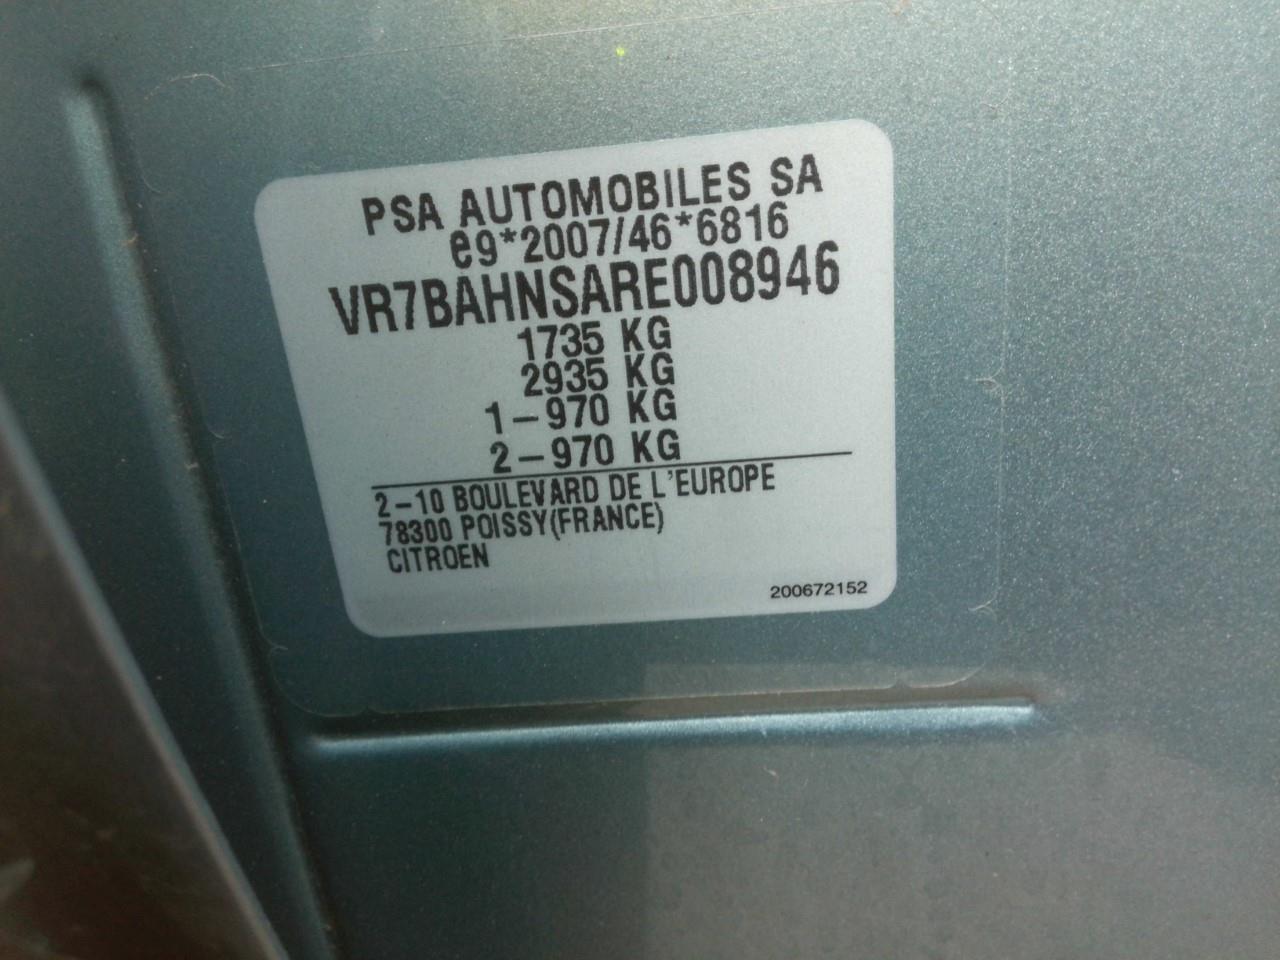 PSA AUTOMOBILES SA
e9*2007/46*6816
VR7BAHNSARE008946
1735 KG
2935 KG
1-970 KG
2-970 KG
2-10 BOULEVARD DE L'EUROPE
78300 POISSY(FRANCE)
CITROEN
200672152